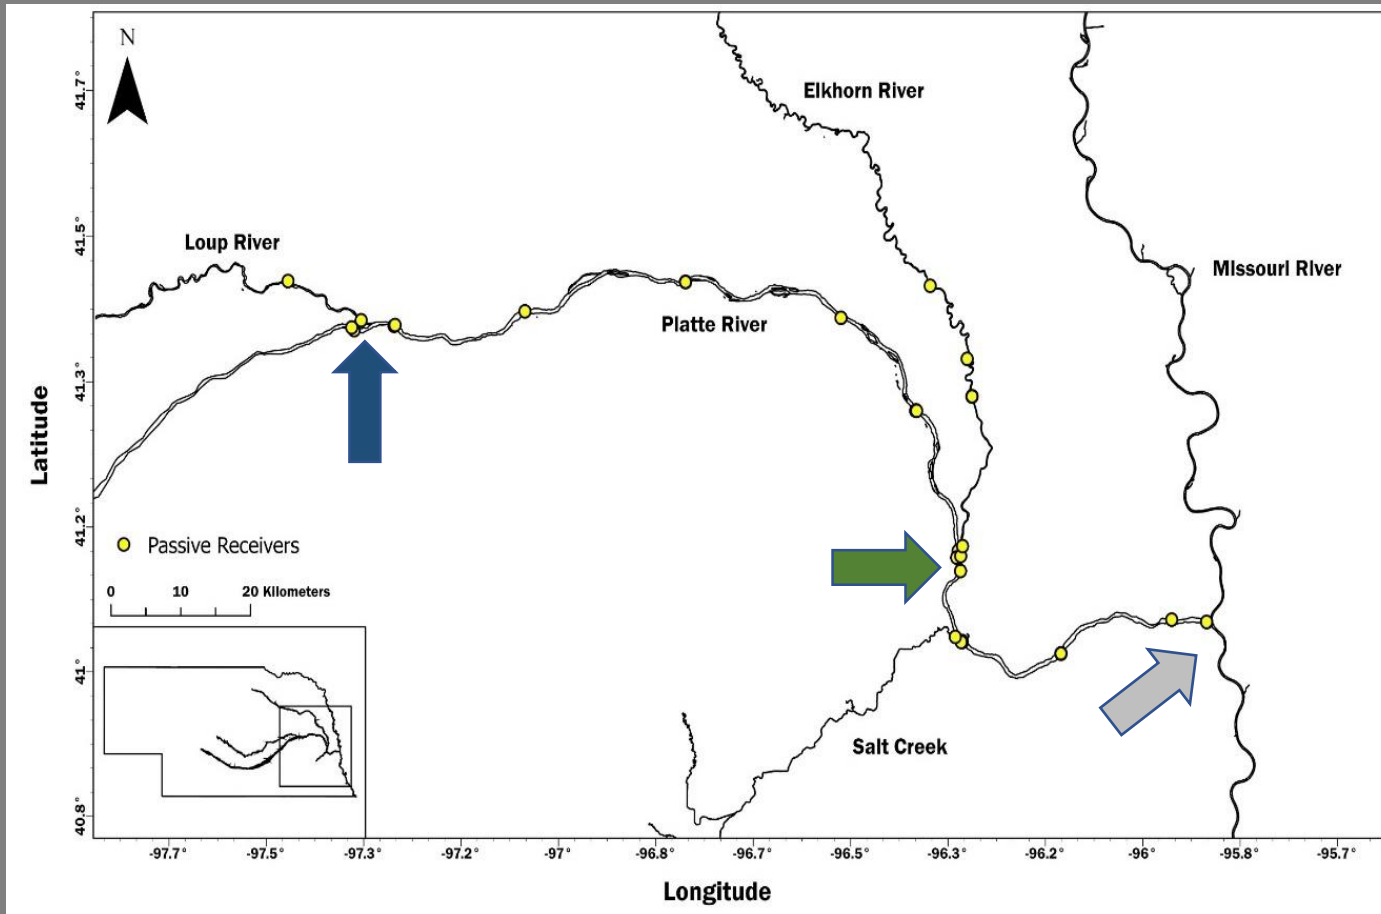 N
Elkhorn River
Loup River
Missouri River
Platte River
Salt Creek
Passive Receivers
0 10 20 Kilometers
Latitude
41.7°
41.5°
41.3°
41.2°
41°
40.8°
-97.7°
-97.5°
-97.3°
-97.2°
-97°
-96.8°
-96.7°
-96.5°
-96.3°
-96.2°
-96°
-95.8°
-95.7°
Longitude